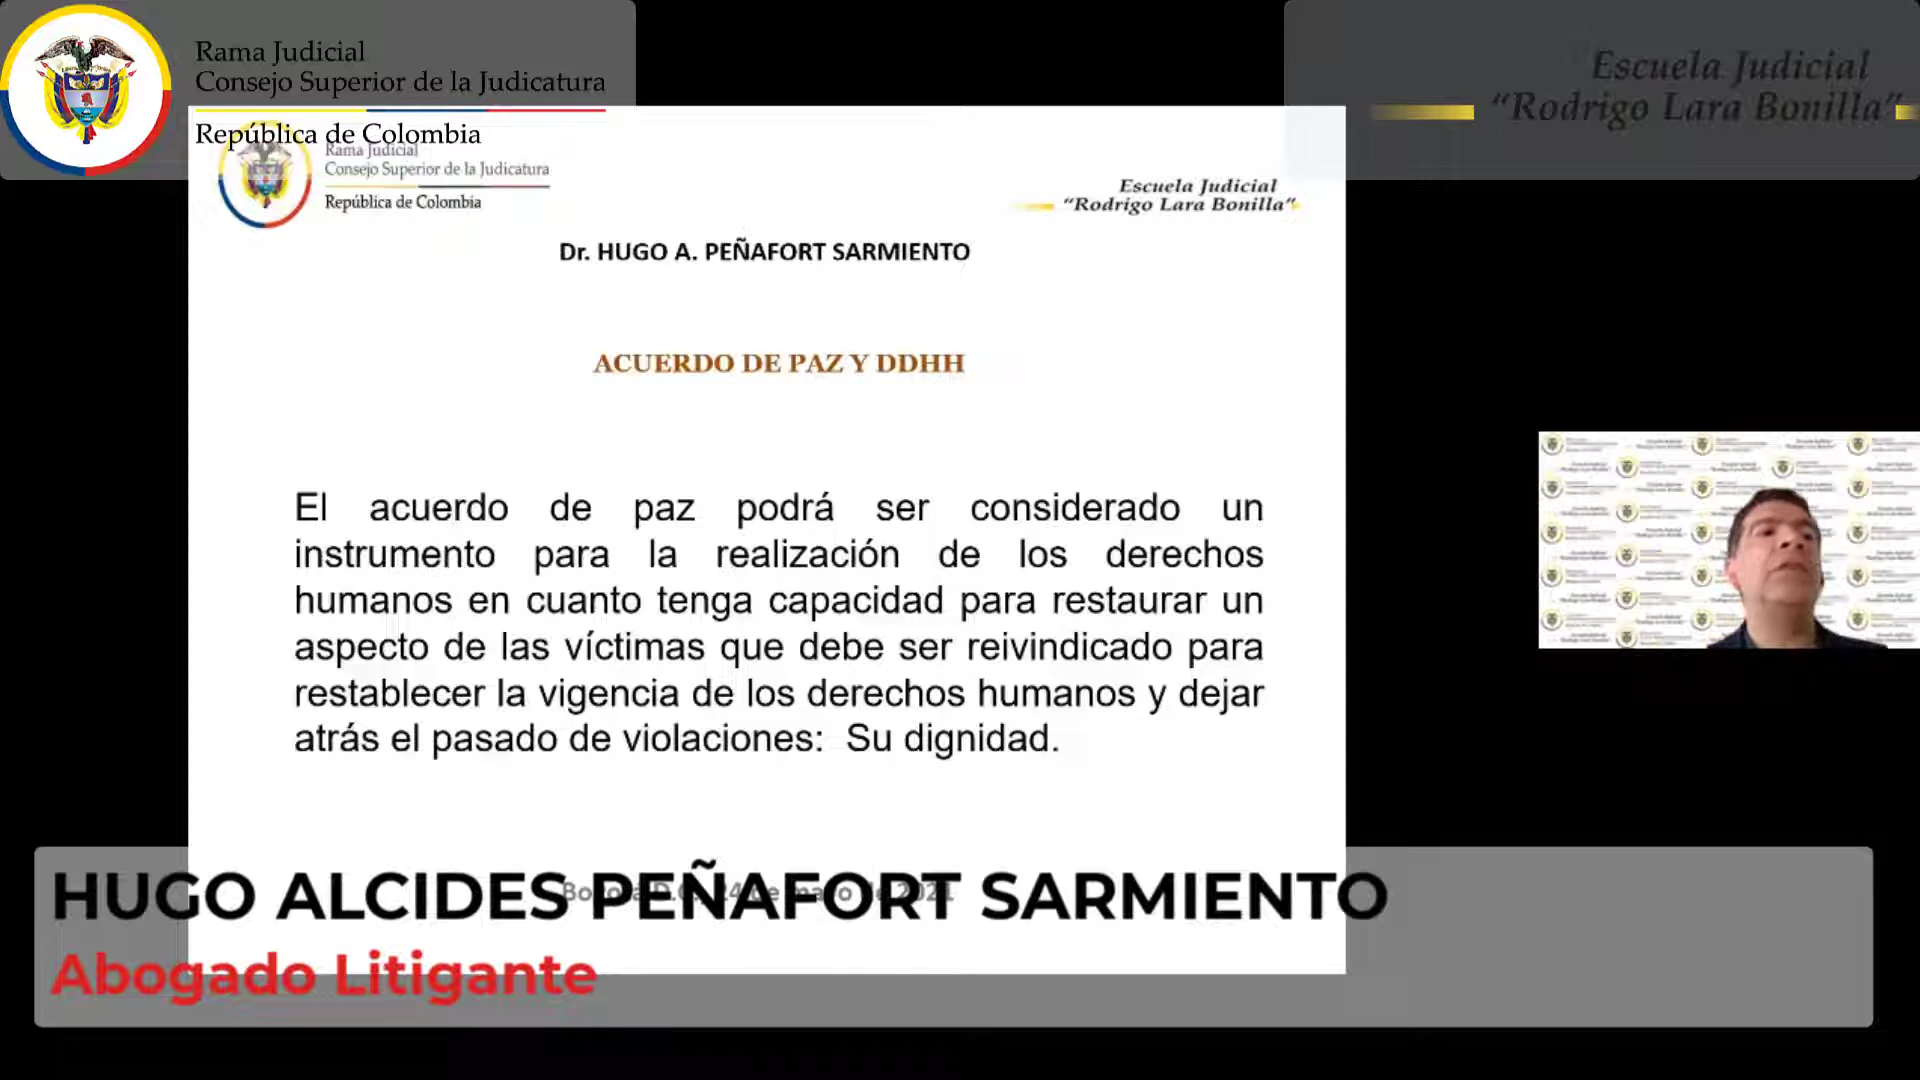 Rama Judicial
Consejo Superior de la Judicatura
República de Colombia
Escuela Judicial
“Rodrigo Lara Bonilla”
Rama Judicial
Consejo Superior de la Judicatura
República de Colombia
Escuela Judicial
“Rodrigo Lara Bonilla”
Dr. HUGO A. PEÑAFORT SARMIENTO
ACUERDO DE PAZ Y DDHH
El acuerdo de paz podrá ser considerado un
instrumento para la realización de los derechos
humanos en cuanto tenga capacidad para restaurar un
aspecto de las víctimas que debe ser reivindicado para
restablecer la vigencia de los derechos humanos y dejar
atrás el pasado de violaciones: Su dignidad.
HUGO ALCIDES PEÑAFORT SARMIENTO
Abogado Litigante